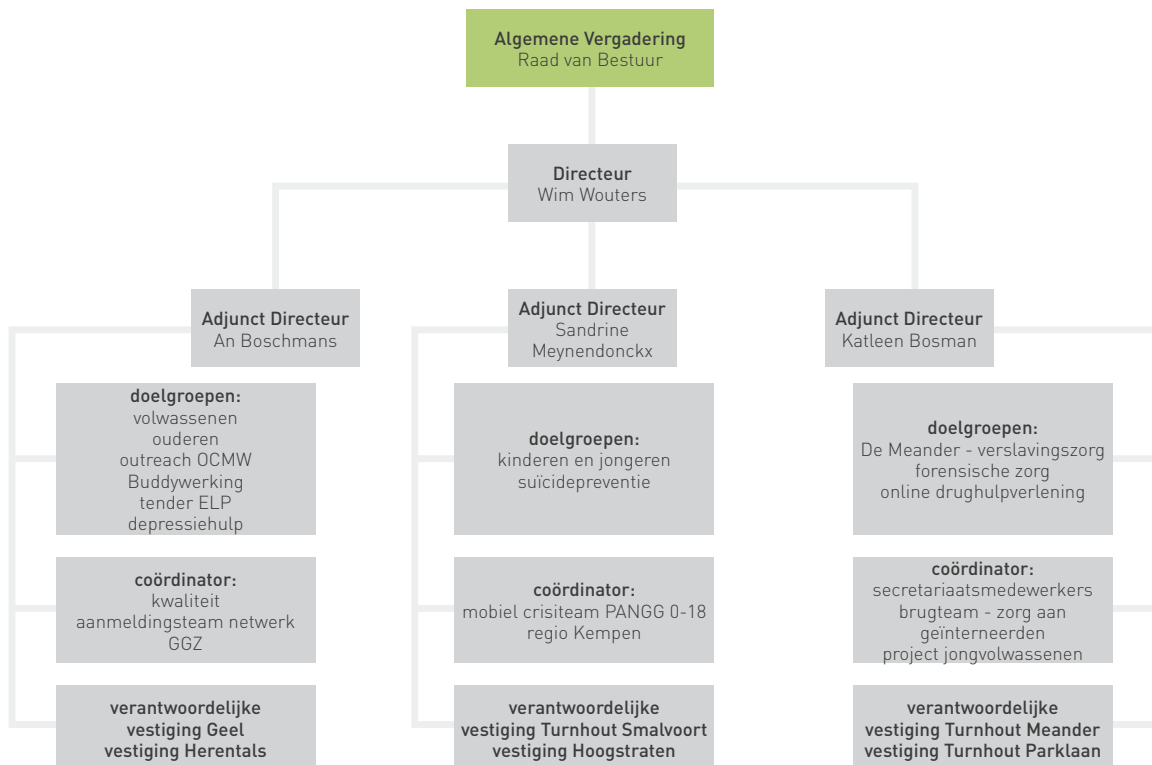 Algemene Vergadering
Raad van Bestuur
Directeur
Wim Wouters
Adjunct Directeur
An Boschmans
doelgroepen:
volwassenen
ouderen
outreach OCMW
Buddywerking
tender ELP
depressiehulp
coördinator:
kwaliteit
aanmeldingsteam netwerk
GGZ
verantwoordelijke
vestiging Geel
vestiging Herentals
Adjunct Directeur
Sandrine
Meynendonckx
doelgroepen:
kinderen en jongeren
suïcidepreventie
coördinator:
mobiel crisiteam PANGG 0-18
regio Kempen
verantwoordelijke
vestiging Turnhout Smalvoort
vestiging Hoogstraten
Adjunct Directeur
Katleen Bosman
doelgroepen:
De Meander - verslavingszorg
forensische zorg
online drughulpverlening
coördinator:
secretariaatsmedewerkers
brugteam - zorg aan
geïnterneerden
project jongvolwassenen
verantwoordelijke
vestiging Turnhout Meander
vestiging Turnhout Parklaan